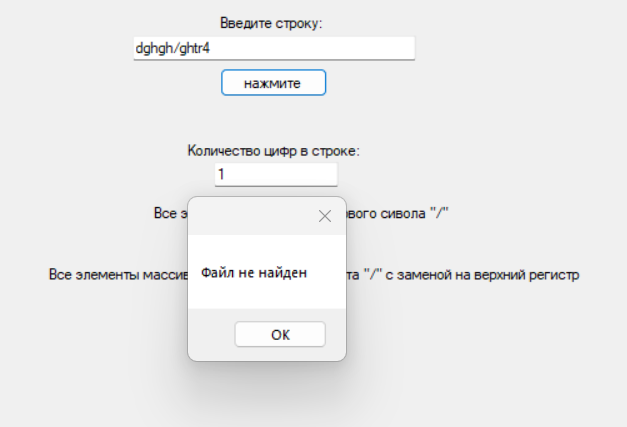 Введите строку:
dghgh/ghtr4
нажмите
Количество цифр в строке:
1
Все э вого сивола "/"
Файл не найден
Все элементы массив та "/" с заменой на верхний регистр
OK